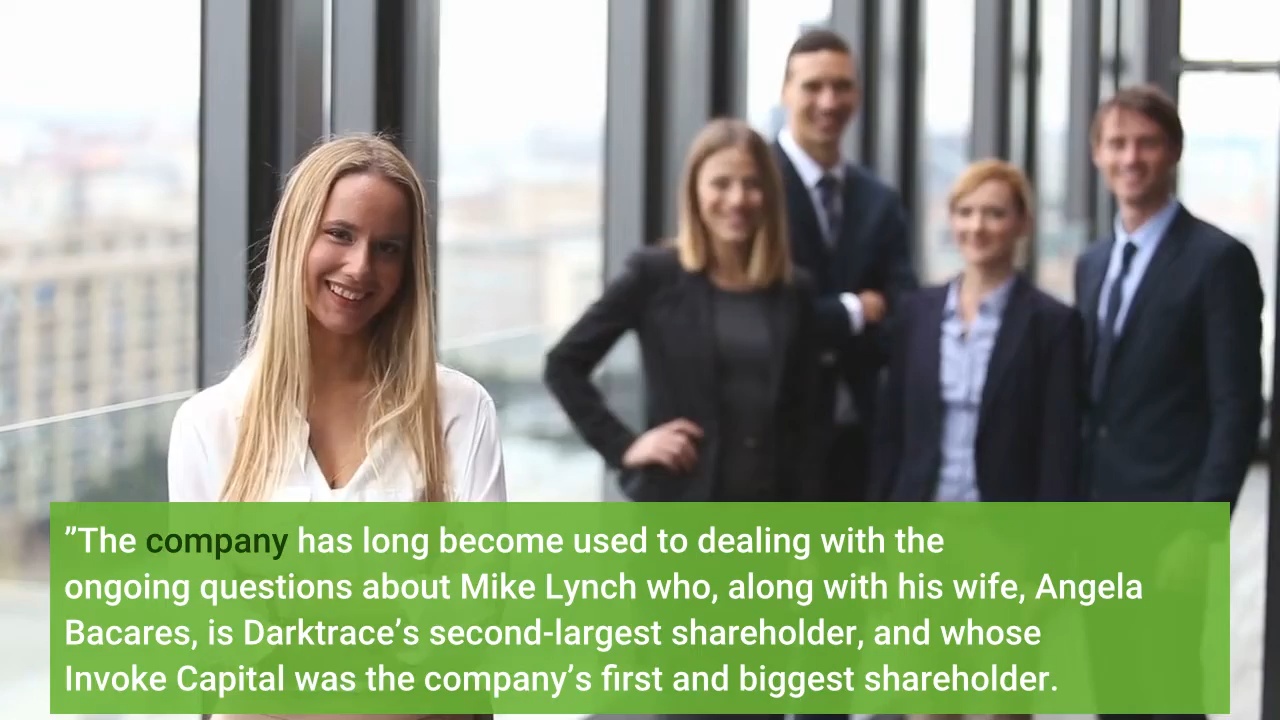 ”The company has long become used to dealing with the
ongoing questions about Mike Lynch who, along with his wife, Angela
Bacares, is Darktrace’s second-largest shareholder, and whose
Invoke Capital was the company’s first and biggest shareholder.